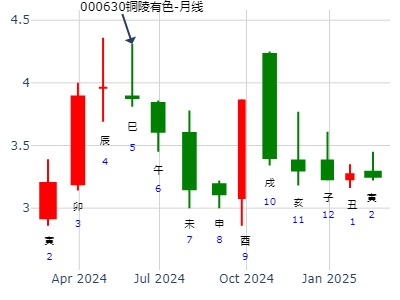 000630铜陵有色-月线
4.5
4
3.5
3
寅
2
卯
3
辰
4
巳
5
午
6
未
7
申
8
酉
9
戌
10
亥
11
子
12
丑
1
寅
2
Apr 2024
Jul 2024
Oct 2024
Jan 2025